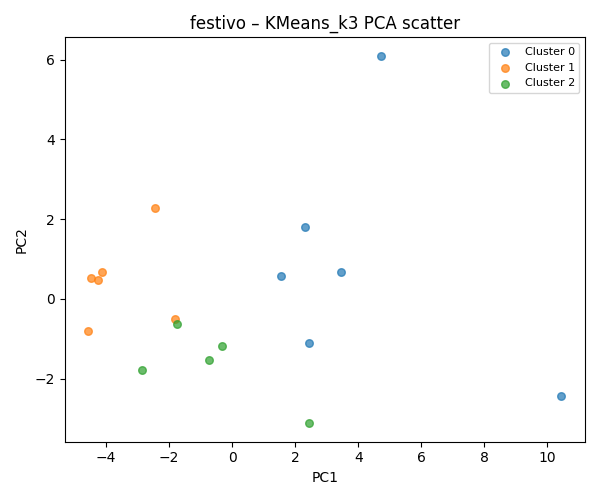 festivo – KMeans_k3 PCA scatter
Cluster 0
Cluster 1
Cluster 2
6
4
2
0
−2
PC2
−4 −2 0 2 4 6 8 10
PC1